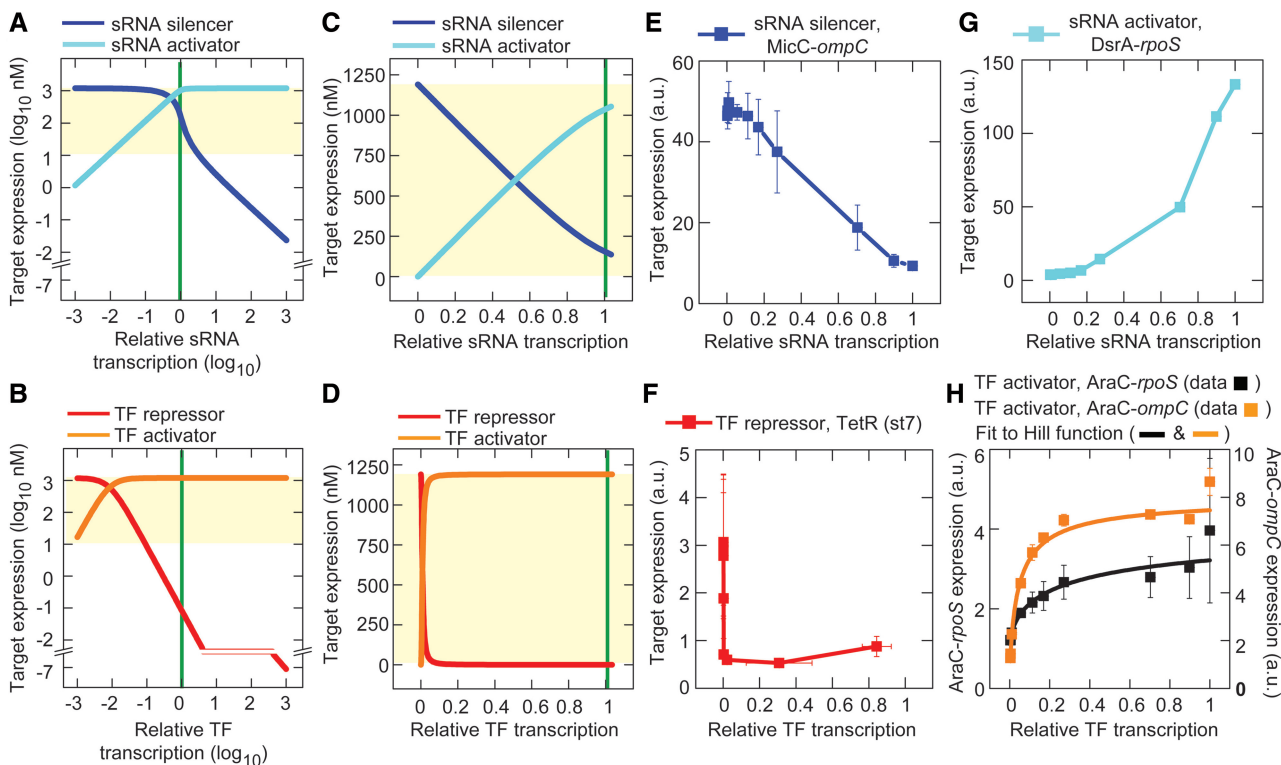 A
sRNA silencer
sRNA activator
Target expression (log10 nM)
3
2
1
0
-1
-2
-7
-3 -2 -1 0 1 2 3
Relative sRNA
transcription (log10)
C
sRNA silencer
sRNA activator
Target expression (nM)
1250
1000
750
500
250
0
0 0.2 0.4 0.6 0.8 1
Relative sRNA transcription
E
sRNA silencer,
MicC-ompC
Target expression (a.u.)
60
40
20
0
0 0.2 0.4 0.6 0.8 1
Relative sRNA transcription
G
sRNA activator,
DsrA-rpoS
Target expression (a.u.)
150
100
50
0
0 0.2 0.4 0.6 0.8 1
Relative sRNA transcription
B
TF repressor
TF activator
Target expression (log10 nM)
3
2
1
0
-1
-2
-7
-3 -2 -1 0 1 2 3
Relative TF
transcription (log10)
D
TF repressor
TF activator
Target expression (nM)
1250
1000
750
500
250
0
0 0.2 0.4 0.6 0.8 1
Relative TF transcription
F
TF repressor, TetR (st7)
Target expression (a.u.)
5
4
3
2
1
0
0 0.2 0.4 0.6 0.8 1
Relative TF transcription
H
TF activator, AraC-rpoS (data )
TF activator, AraC-ompC (data )
Fit to Hill function ( & )
AraC-rpoS expression (a.u.)
6
4
2
0
AraC-ompC expression (a.u.)
10
8
6
4
2
0
0 0.2 0.4 0.6 0.8 1
Relative TF transcription